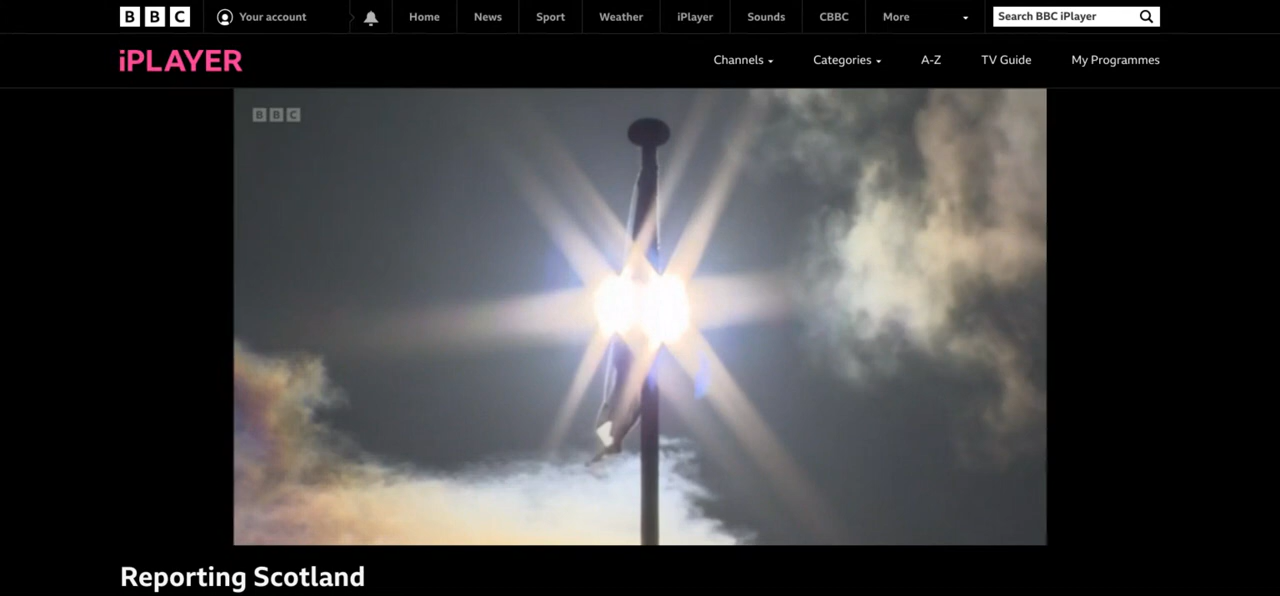 BBC Your account Home News Sport Weather iPlayer Sounds CBBC More Search BBC iPlayer
iPLAYER Channels Categories A-Z TV Guide My Programmes
BBC
Reporting Scotland